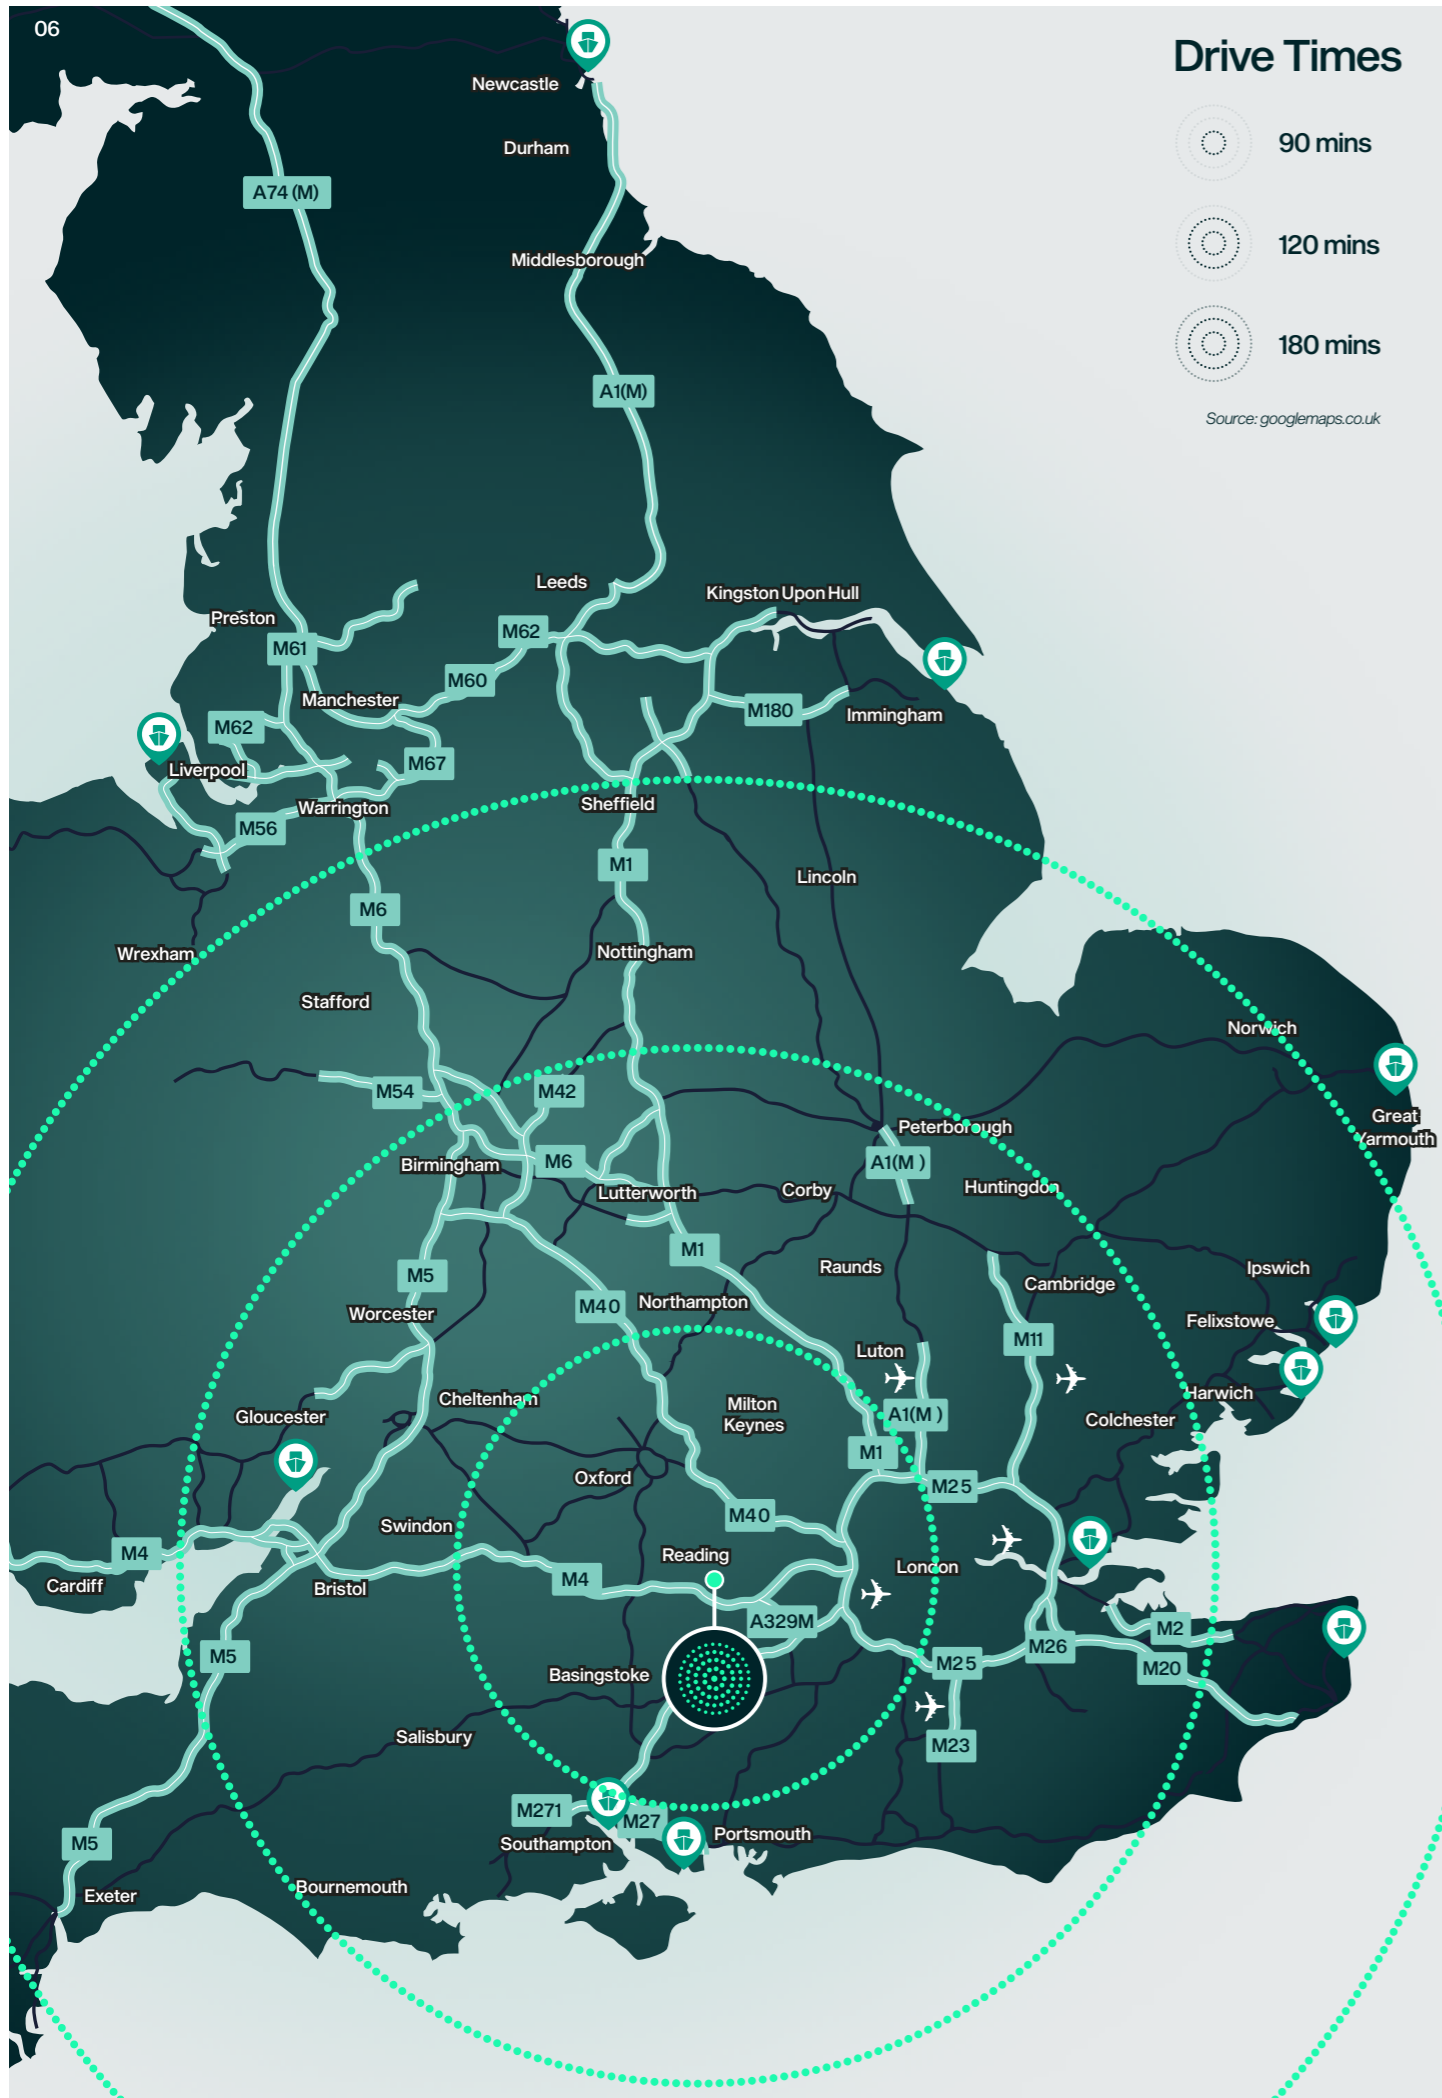 06
Drive Times
90 mins
120 mins
180 mins
Source: googlemaps.co.uk
Newcastle
Durham
A74 (M)
Middlesborough
A1(M)
Leeds
Kingston Upon Hull
Preston
M62
M61
M60
Manchester
M180
Immingham
M62
M67
Liverpool
Warrington
Sheffield
M56
M1
Lincoln
M6
Wrexham
Nottingham
Stafford
Norwich
M54
M42
Great
Yarmouth
Peterborough
Birmingham
M6
A1(M )
Lutterworth
Corby
Huntingdon
M1
Raunds
Ipswich
M5
Cambridge
Worcester
M40
Northampton
Felixstowe
M11
Luton
Cheltenham
Harwich
Milton
Keynes
Gloucester
A1(M )
Colchester
M1
Oxford
M25
Swindon
M40
M4
Reading
London
Cardiff
Bristol
M4
A329M
M2
M5
M26
M25
M20
Basingstoke
Salisbury
M23
M271
M27
Southampton
Portsmouth
M5
Bournemouth
Exeter